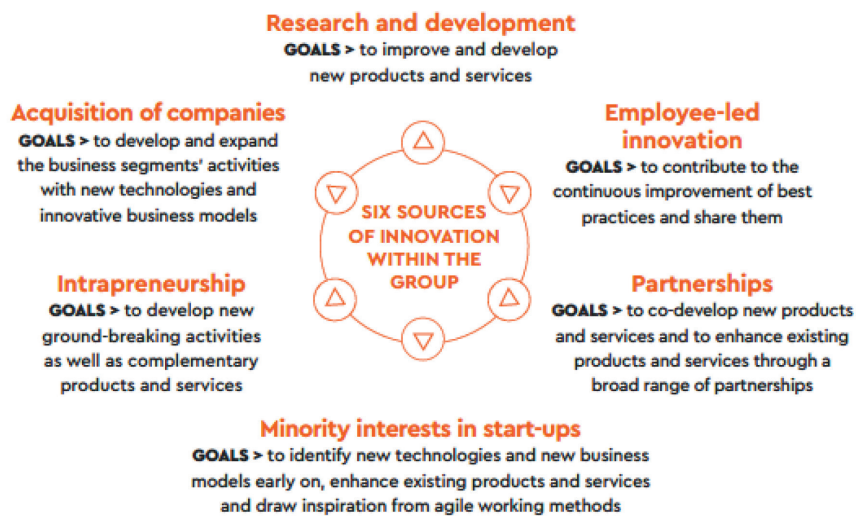 Research and development
GOALS > to improve and develop
new products and services
Employee-led
innovation
GOALS > to contribute to the
continuous improvement of best
practices and share them
Partnerships
GOALS > to co-develop new products
and services and to enhance existing
products and services through a
broad range of partnerships
Minority interests in start-ups
GOALS > to identify new technologies and new business
models early on, enhance existing products and services
and draw inspiration from agile working methods
Intrapreneurship
GOALS > to develop new
ground-breaking activities
as well as complementary
products and services
Acquisition of companies
GOALS > to develop and expand
the business segments' activities
with new technologies and
innovative business models
SIX SOURCES
OF INNOVATION
WITHIN THE
GROUP